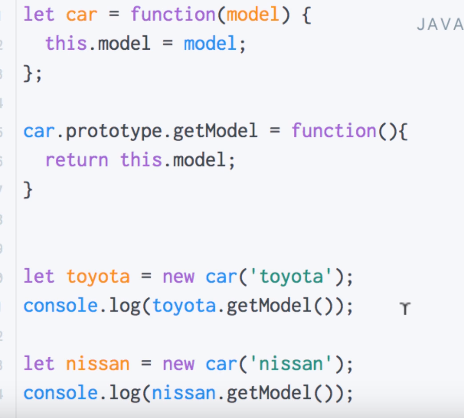 let car = function(model) {
JAVA
  this.model = model;
};
car.prototype.getModel = function(){
  return this.model;
}
let toyota = new car('toyota');
console.log(toyota.getModel());
let nissan = new car('nissan');
console.log(nissan.getModel());